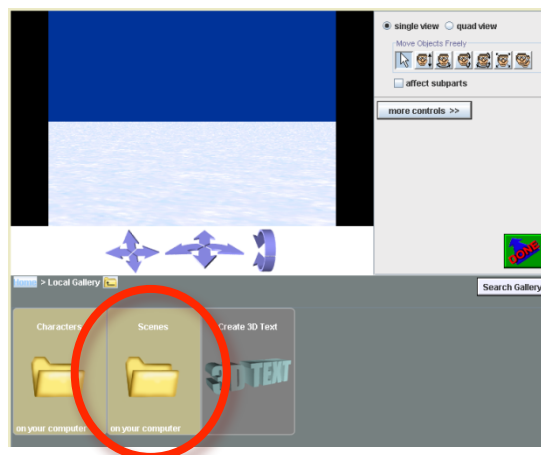 single view quad view
Move Objects Freely
affect subparts
more controls >>
DONE
Home > Local Gallery
Search Gallery
Characters
Scenes
Create 3D Text
3D TEXT
on your computer
on your computer